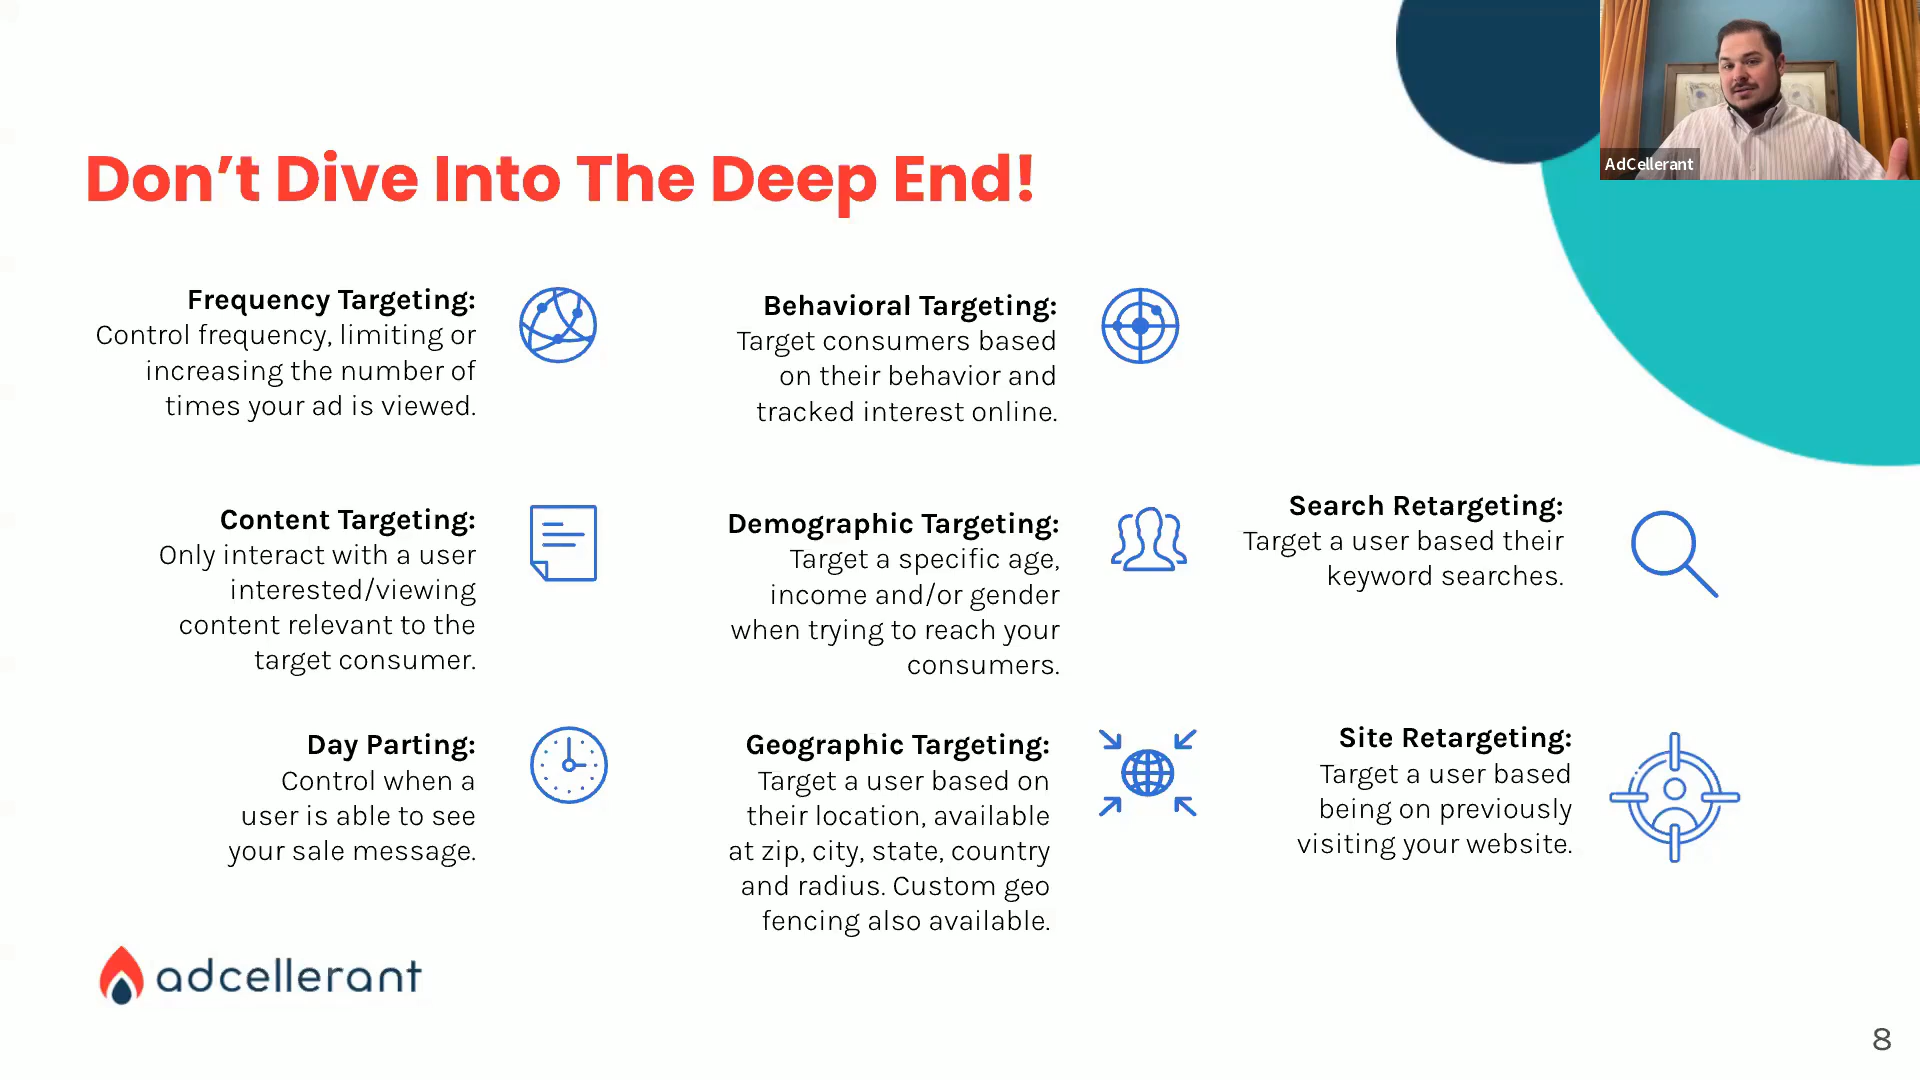 AdCellerant
Don't Dive Into The Deep End!
Frequency Targeting:
Control frequency, limiting or
increasing the number of
times your ad is viewed.
Behavioral Targeting:
Target consumers based
on their behavior and
tracked interest online.
Content Targeting:
Only interact with a user
interested/viewing
content relevant to the
target consumer.
Demographic Targeting:
Target a specific age,
income and/or gender
when trying to reach your
consumers.
Search Retargeting:
Target a user based their
keyword searches.
Day Parting:
Control when a
user is able to see
your sale message.
Geographic Targeting:
Target a user based on
their location, available
at zip, city, state, country
and radius. Custom geo
fencing also available.
Site Retargeting:
Target a user based
being on previously
visiting your website.
adcellerant
8